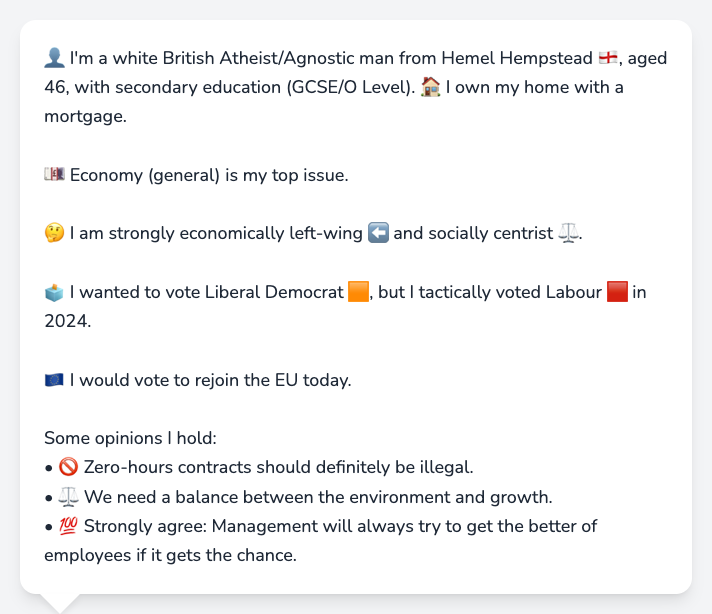 👤 I'm a white British Atheist/Agnostic man from Hemel Hempstead 🏴󠁧󠁢󠁥󠁮󠁧󠁿, aged
46, with secondary education (GCSE/O Level). 🏠 I own my home with a
mortgage.
💷 Economy (general) is my top issue.
🤔 I am strongly economically left-wing ⬅️ and socially centrist ⚖️.
🗳️ I wanted to vote Liberal Democrat 🟧, but I tactically voted Labour 🟥 in
2024.
🇪🇺 I would vote to rejoin the EU today.
Some opinions I hold:
• 🚫 Zero-hours contracts should definitely be illegal.
• ⚖️ We need a balance between the environment and growth.
• 💯 Strongly agree: Management will always try to get the better of
employees if it gets the chance.